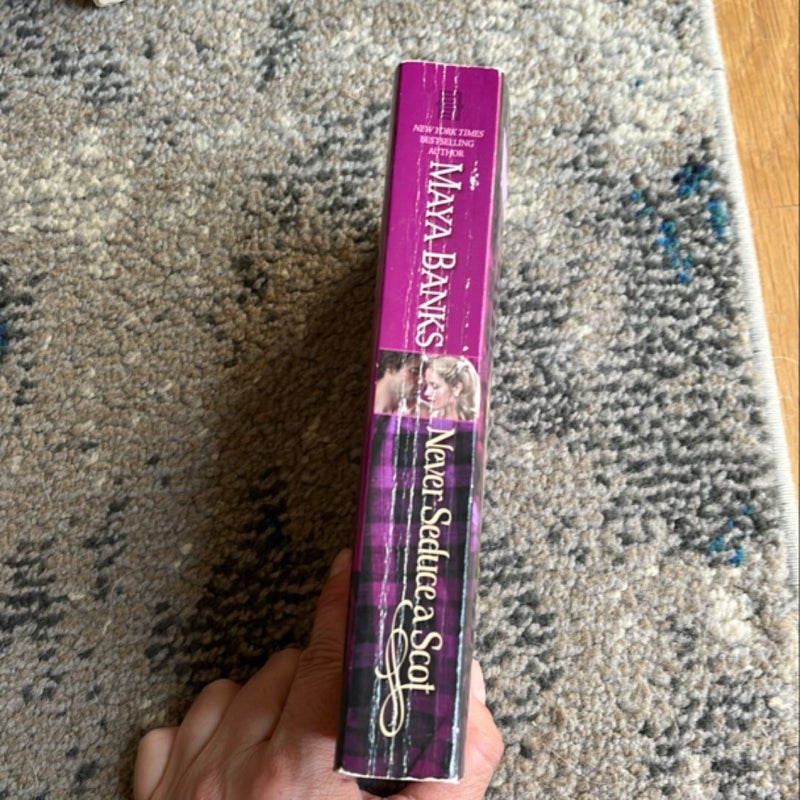 NEW YORK TIMES
BESTSELLING
AUTHOR
MAYA BANKS
Never Seduce a Scot